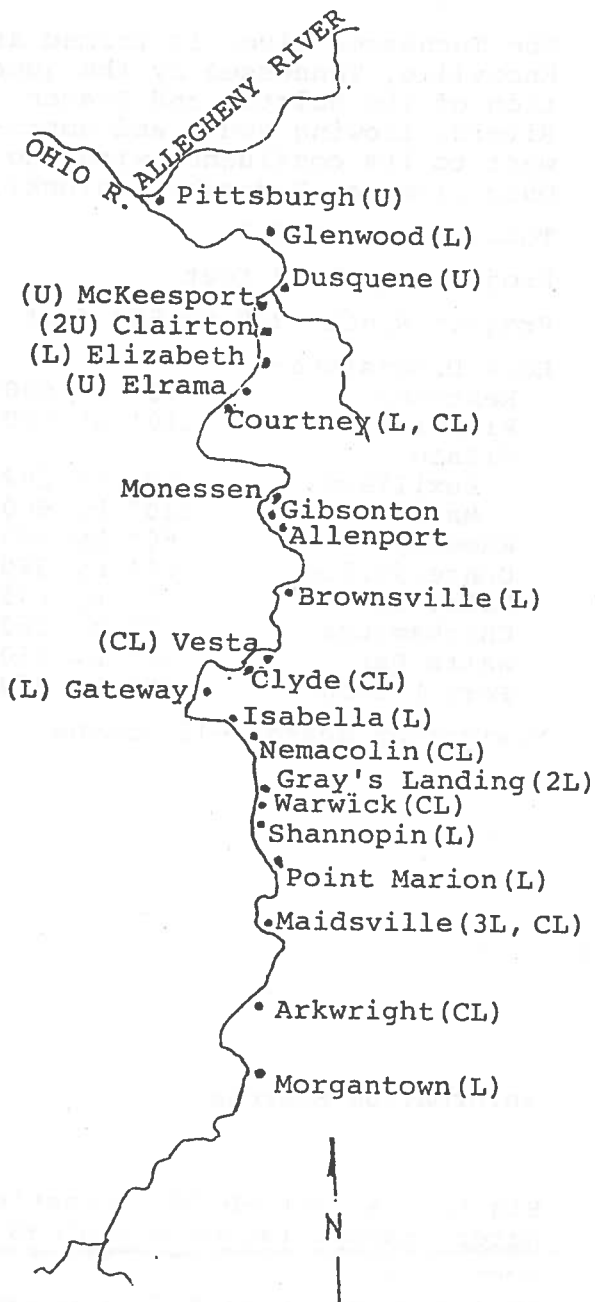 ALLEGHENY RIVER
OHIO R.
Pittsburgh(U)
Glenwood(L)
Dusquene(U)
(U) McKeesport
(2U) Clairton
(L) Elizabeth
(U) Elrama
Courtney(L, CL)
Monessen
Gibsonton
Allenport
Brownsville(L)
(CL) Vesta
Clyde(CL)
(L) Gateway
Isabella(L)
Nemacolin(CL)
Gray's Landing(2L)
Warwick(CL)
Shannopin(L)
Point Marion(L)
Maidsville(3L, CL)
Arkwright(CL)
Morgantown(L)
N